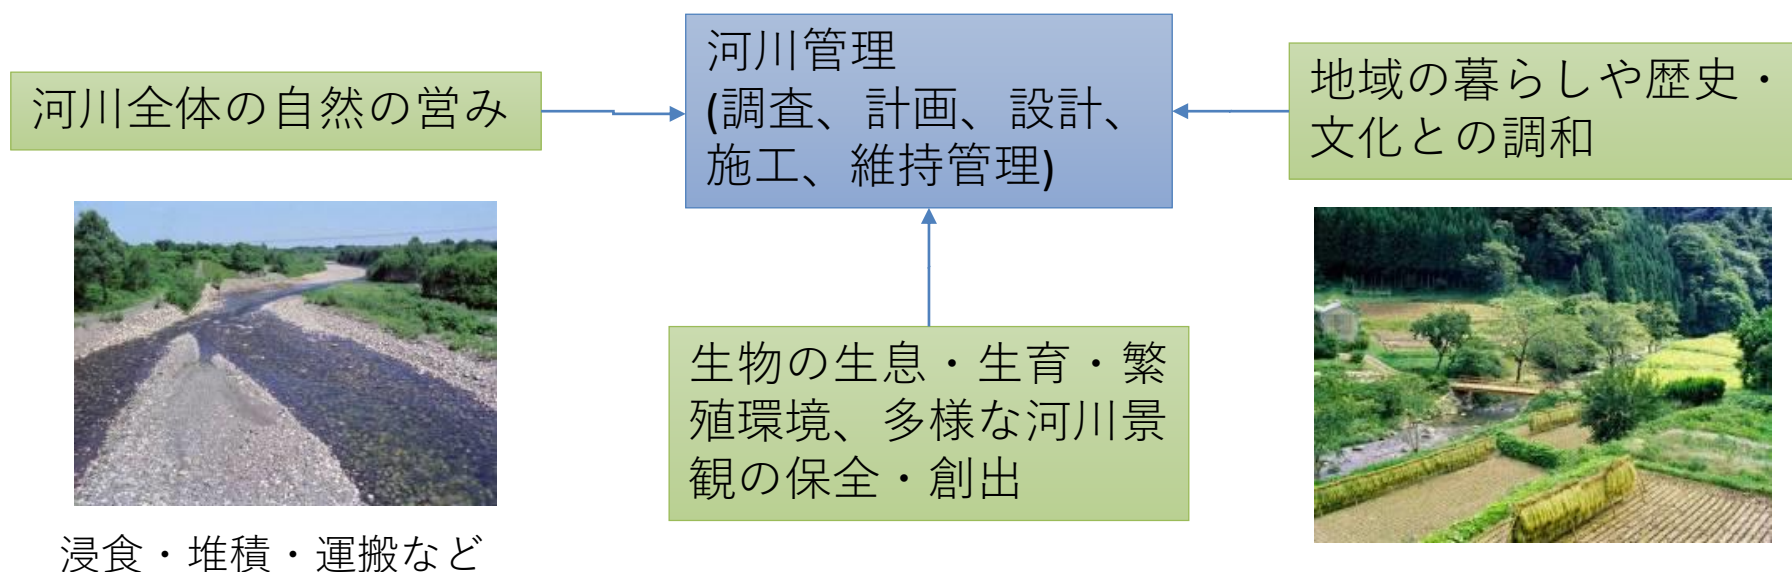 河川全体の自然の営み
浸食・堆積・運搬など
河川管理
(調査、計画、設計、
施工、維持管理)
生物の生息・生育・繁
殖環境、多様な河川景
観の保全・創出
地域の暮らしや歴史・
文化との調和